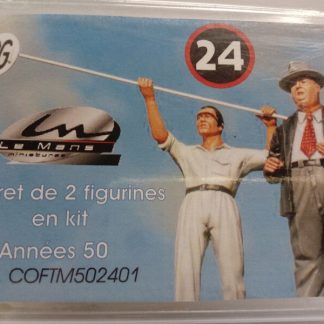 G.
24
Le Mans
miniatures
ret de 2 figurines
en kit
Années 50
COFTM502401